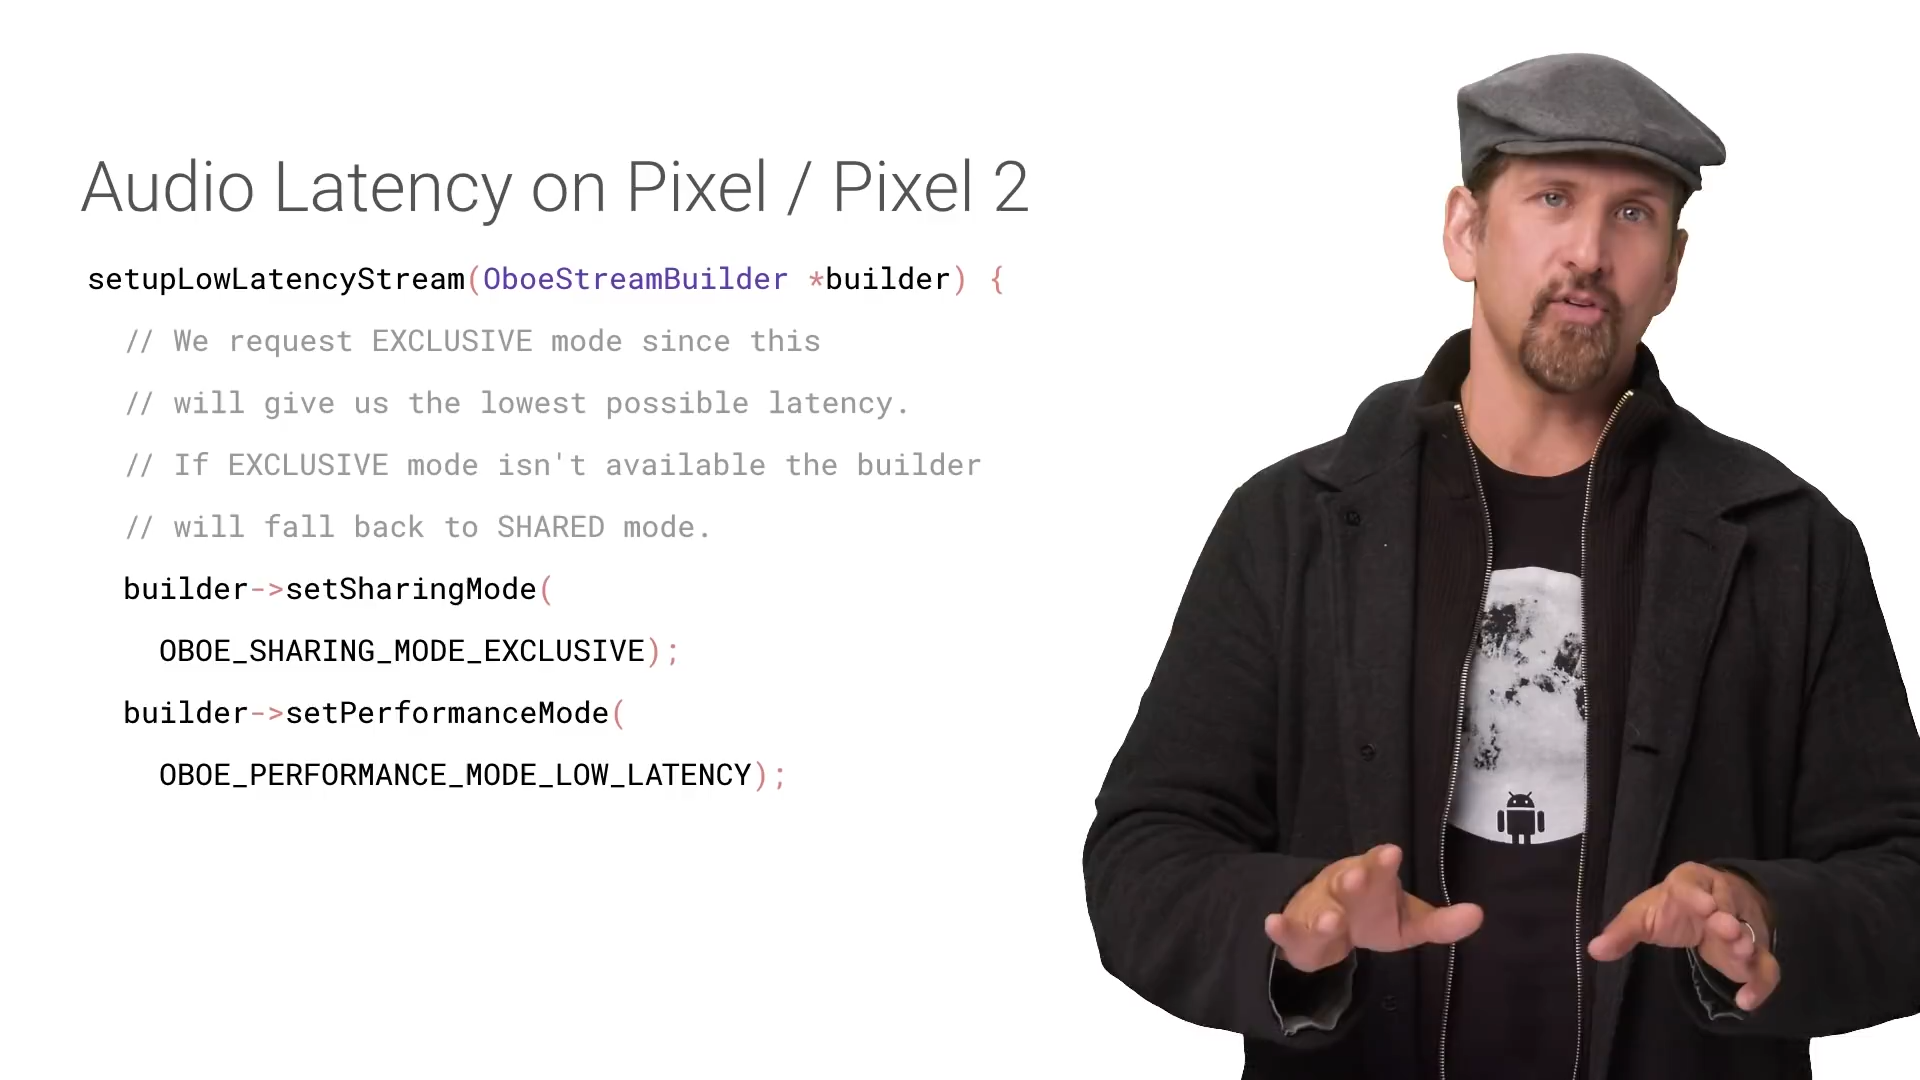 Audio Latency on Pixel / Pixel 2
setupLowLatencyStream(OboeStreamBuilder *builder) {
// We request EXCLUSIVE mode since this
// will give us the lowest possible latency.
// If EXCLUSIVE mode isn't available the builder
// will fall back to SHARED mode.
builder->setSharingMode(
OBOE_SHARING_MODE_EXCLUSIVE);
builder->setPerformanceMode(
OBOE_PERFORMANCE_MODE_LOW_LATENCY);